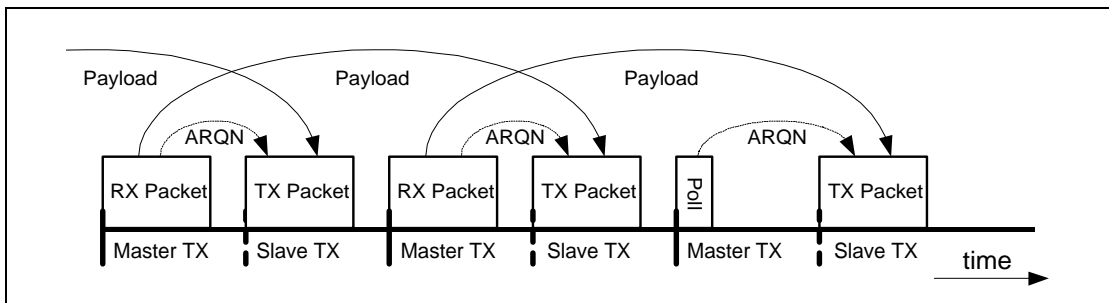 Payload Payload Payload
ARQN ARQN ARQN
RX Packet TX Packet RX Packet TX Packet Poll TX Packet
Master TX Slave TX Master TX Slave TX Master TX Slave TX
time